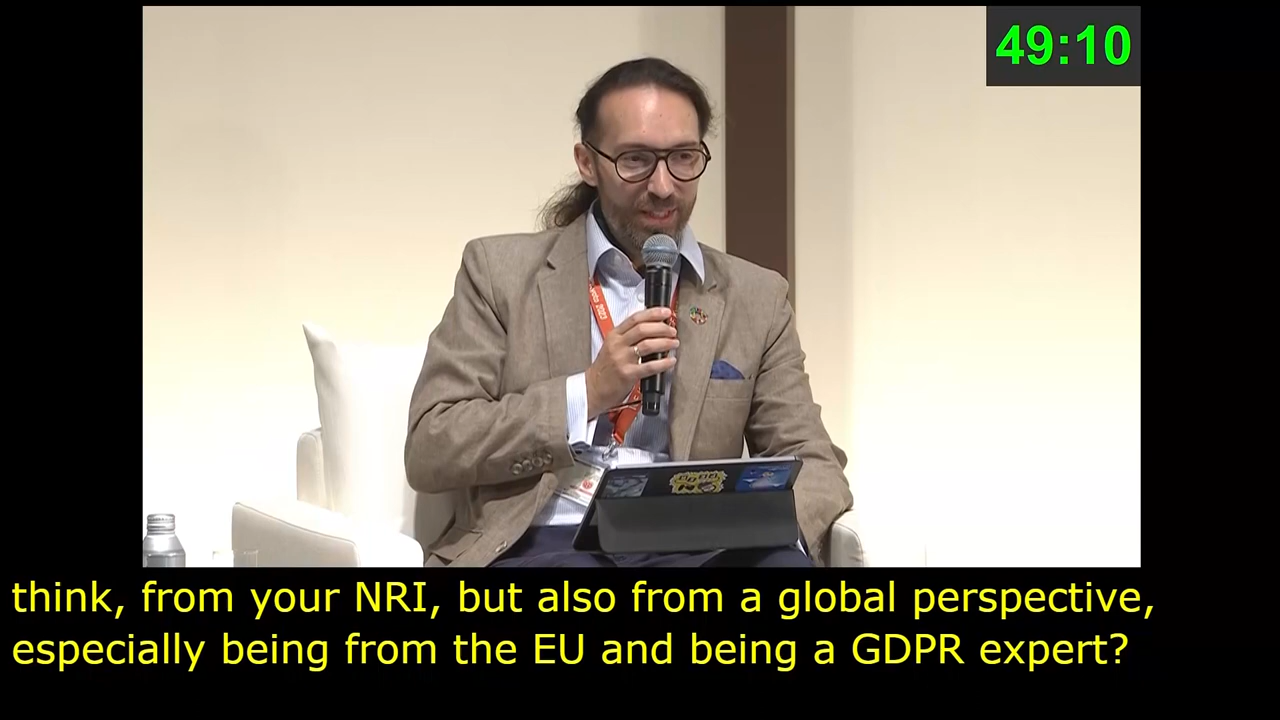 49:10
think, from your NRI, but also from a global perspective,
especially being from the EU and being a GDPR expert?